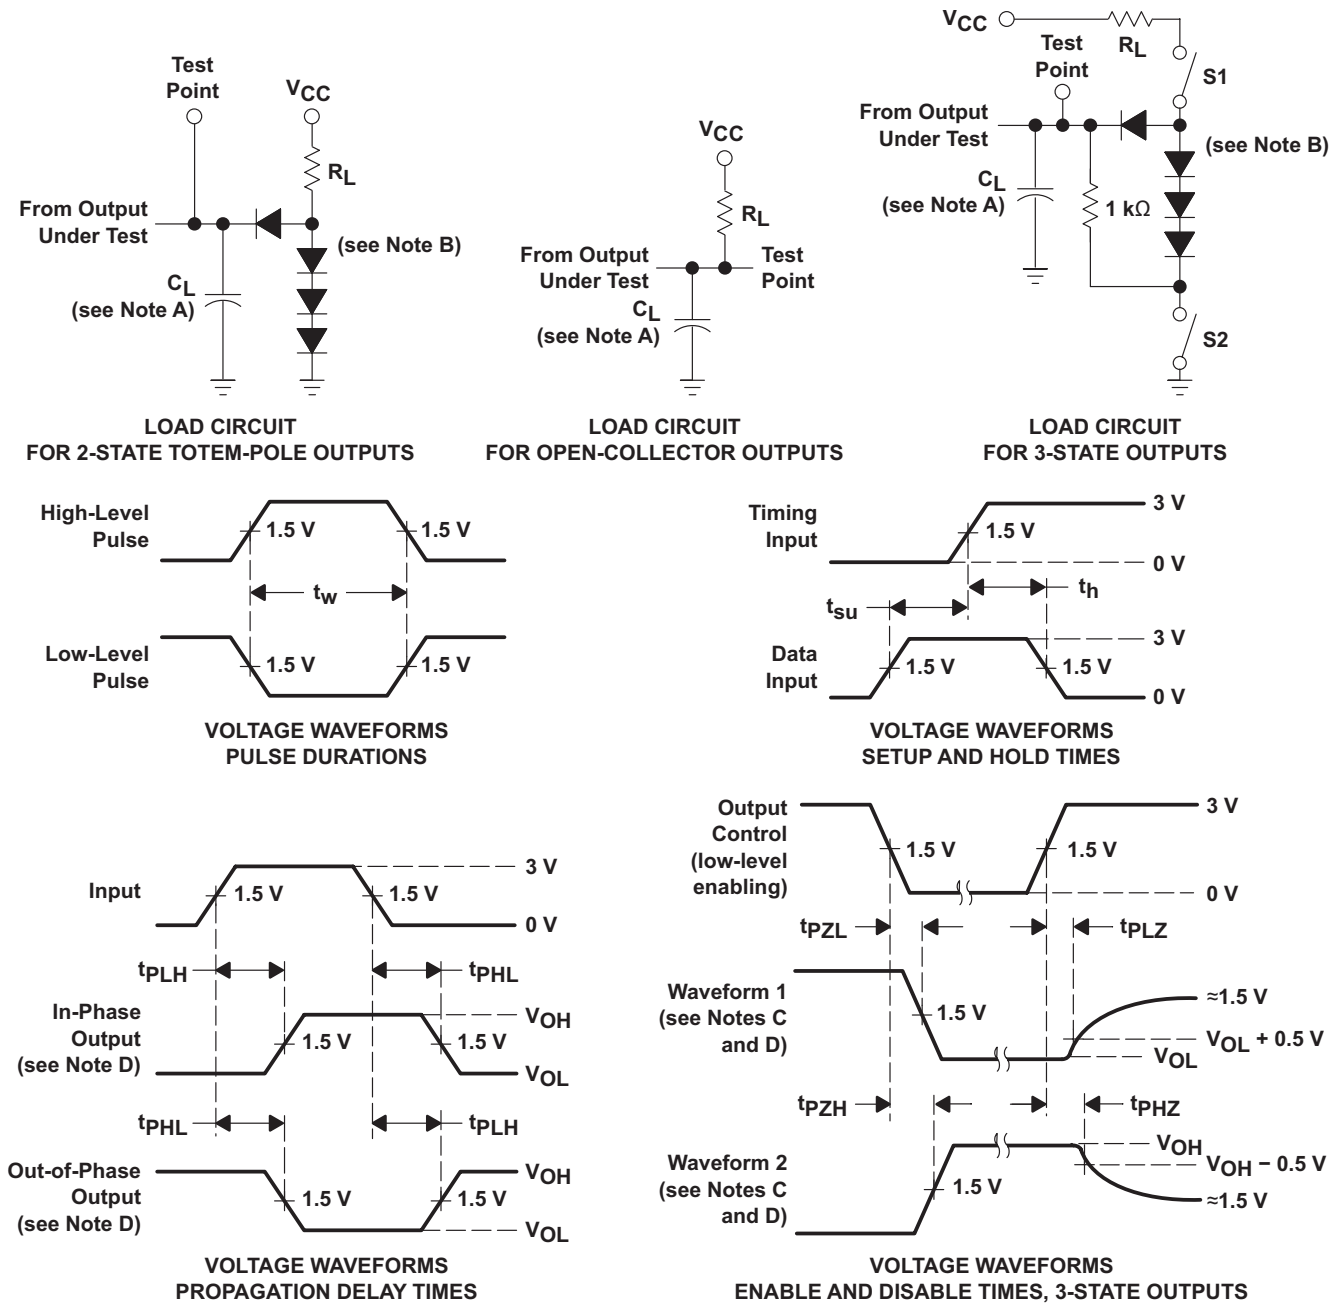 Test
Point
VCC
RL
From Output
Under Test
(see Note B)
CL
(see Note A)
LOAD CIRCUIT
FOR 2-STATE TOTEM-POLE OUTPUTS
VCC
RL
From Output
Under Test
Test
Point
CL
(see Note A)
LOAD CIRCUIT
FOR OPEN-COLLECTOR OUTPUTS
VCC
RL
Test
Point
S1
From Output
Under Test
(see Note B)
CL
(see Note A)
1 kΩ
S2
LOAD CIRCUIT
FOR 3-STATE OUTPUTS
High-Level
Pulse
1.5 V
1.5 V
tw
Low-Level
Pulse
1.5 V
1.5 V
VOLTAGE WAVEFORMS
PULSE DURATIONS
Timing
Input
1.5 V
3 V
0 V
th
tsu
Data
Input
1.5 V
1.5 V
3 V
0 V
VOLTAGE WAVEFORMS
SETUP AND HOLD TIMES
Input
1.5 V
1.5 V
3 V
0 V
tPLH
tPHL
In-Phase
Output
(see Note D)
1.5 V
1.5 V
VOH
VOL
tPHL
tPLH
Out-of-Phase
Output
(see Note D)
1.5 V
1.5 V
VOH
VOL
VOLTAGE WAVEFORMS
PROPAGATION DELAY TIMES
Output
Control
(low-level
enabling)
1.5 V
1.5 V
3 V
0 V
tPZL
tPLZ
Waveform 1
(see Notes C
and D)
1.5 V
≈1.5 V
VOL + 0.5 V
VOL
tPZH
tPHZ
Waveform 2
(see Notes C
and D)
1.5 V
VOH
VOH − 0.5 V
≈1.5 V
VOLTAGE WAVEFORMS
ENABLE AND DISABLE TIMES, 3-STATE OUTPUTS